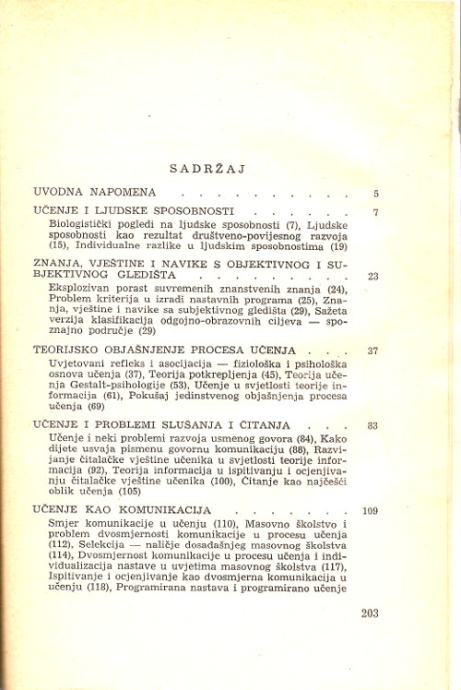 SADRŽAJ
UVODNA NAPOMENA . . . . . . . . . . 5
UČENJE I LJUDSKE SPOSOBNOSTI . . . . . . 7
Biologistički pogledi na ljudske sposobnosti (7), Ljudske
sposobnosti kao rezultat društveno-povijesnog razvoja
(15), Individualne razlike u ljudskim sposobnostima (19)
ZNANJA, VJEŠTINE I NAVIKE S OBJEKTIVNOG I SU-
BJEKTIVNOG GLEDIŠTA . . . . . . . . . 23
Eksplozivan porast suvremenih znanstvenih znanja (24),
Problem kriterija u izradi nastavnih programa (25), Zna-
nja, vještine i navike sa subjektivnog gledišta (29), Sažeta
verzija klasifikacija odgojno-obrazovnih ciljeva — spo-
znajno područje (29)
TEORIJSKO OBJAŠNJENJE PROCESA UČENJA . . . 37
Uvjetovani refleks i asocijacija — fiziološka i psihološka
osnova učenja (37), Teorija potkrepljenja (45), Teorija uče-
nja Gestalt-psihologije (53), Učenje u svjetlosti teorije in-
formacija (61), Pokušaj jedinstvenog objašnjenja procesa
učenja (69)
UČENJE I PROBLEMI SLUŠANJA I ČITANJA . . . 83
Učenje i neki problemi razvoja usmenog govora (84), Kako
dijete usvaja pismenu govornu komunikaciju (88), Razvi-
janje čitalačke vještine učenika u svjetlosti teorije infor-
macija (92), Teorija informacija u ispitivanju i ocjenjiva-
nju čitalačke vještine učenika (100), Čitanje kao najčešći
oblik učenja (105)
UČENJE KAO KOMUNIKACIJA . . . . . . . 109
Smjer komunikacije u učenju (110), Masovno školstvo i
problem dvosmjernosti komunikacije u procesu učenja
(112), Selekcija — naličje dosadašnjeg masovnog školstva
(114), Dvosmjernost komunikacije u procesu učenja i indi-
vidualizacija nastave u uvjetima masovnog školstva (117),
Ispitivanje i ocjenjivanje kao dvosmjerna komunikacija u
učenju (118), Programirana nastava i programirano učenje
203